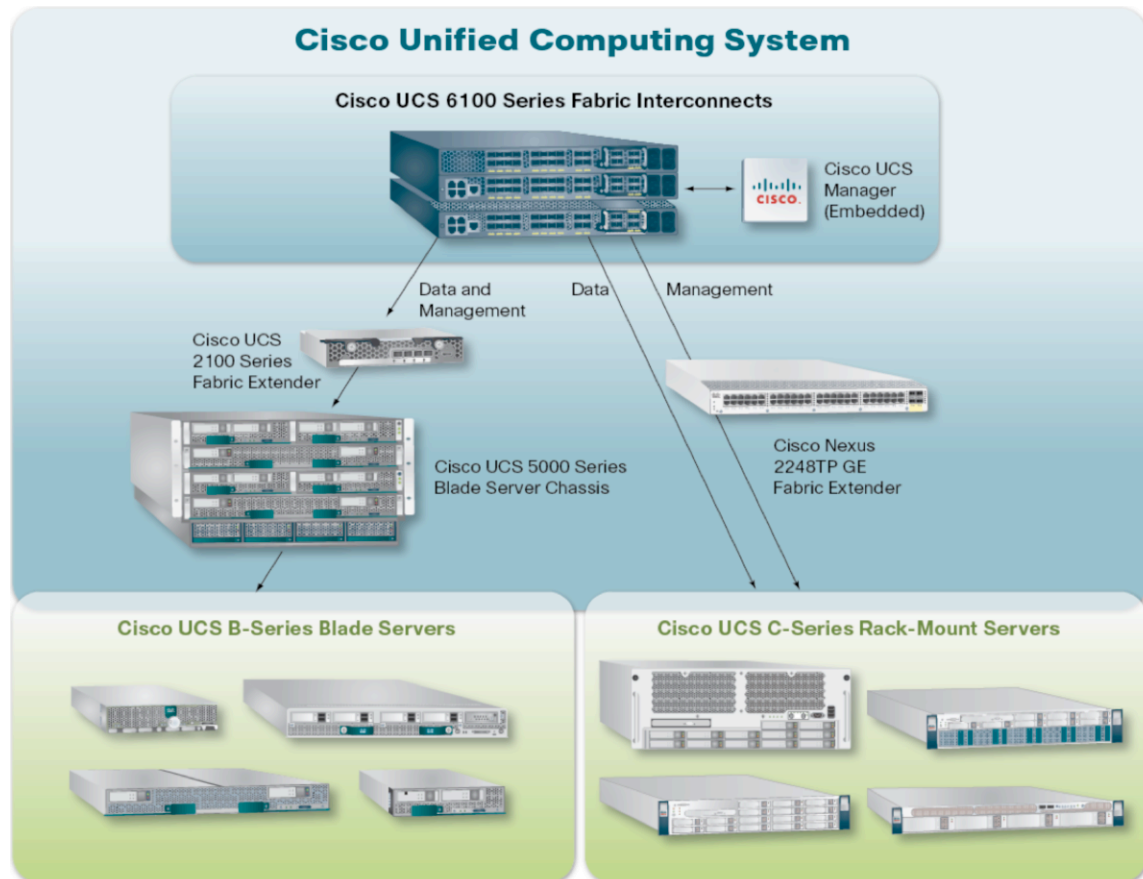 Cisco Unified Computing System
Cisco UCS 6100 Series Fabric Interconnects
CISCO.
Cisco UCS
Manager
(Embedded)
Data and
Management
Data
Management
Cisco UCS
2100 Series
Fabric Extender
Cisco UCS 5000 Series
Blade Server Chassis
Cisco Nexus
2248TP GE
Fabric Extender
Cisco UCS B-Series Blade Servers
Cisco UCS C-Series Rack-Mount Servers